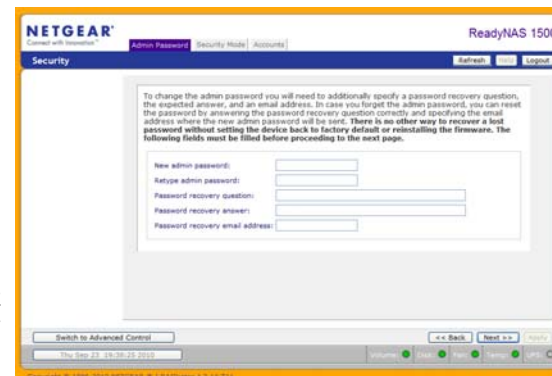 NETGEAR
Connect with Innovation
ReadyNAS 1500
Admin Password
Security Mode
Accounts
Security
Refresh
Help
Logout
To change the admin password you will need to additionally specify a password recovery question,
the expected answer, and an email address. In case you forget the admin password, you can reset
the password by answering the password recovery question correctly and specifying the email
address where the new admin password will be sent. There is no other way to recover a lost
password without setting the device back to factory default or reinstalling the firmware. The
following fields must be filled before proceeding to the next page.
New admin password:
Retype admin password:
Password recovery question:
Password recovery answer:
Password recovery email address:
Switch to Advanced Control
<< Back
Next >>
Apply
Thu Sep 23
2010
Volume:
Disk:
Fan:
Temp:
UPS: